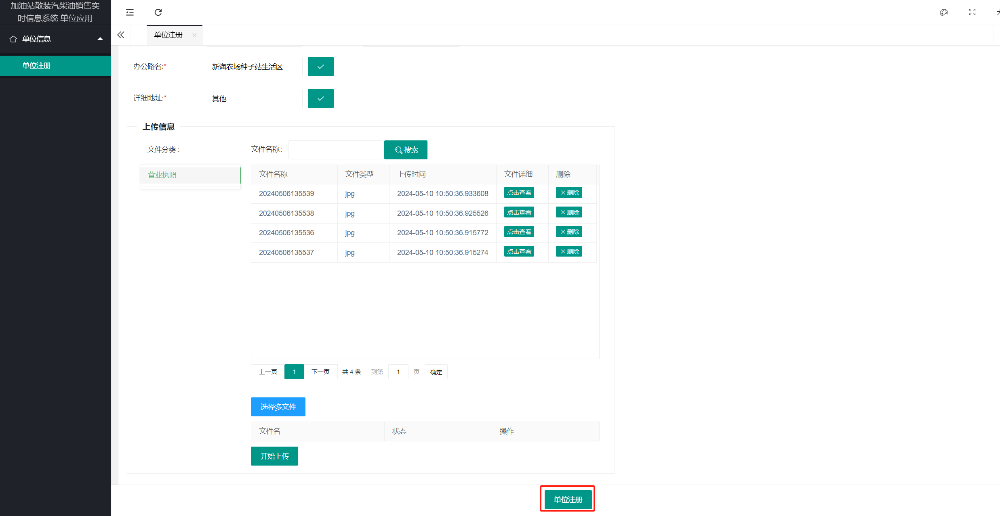 加油站散装汽柴油销售实
时信息系统 单位应用
单位信息
单位注册
单位注册
办公路名:*
新海农场种子站生活区
详细地址:*
其他
上传信息
文件分类 :
文件名称:
搜索
营业执照
文件名称 文件类型 上传时间 文件详细 删除
20240506135539 jpg 2024-05-10 10:50:36.933608 点击查看 删除
20240506135538 jpg 2024-05-10 10:50:36.925526 点击查看 删除
20240506135536 jpg 2024-05-10 10:50:36.915772 点击查看 删除
20240506135537 jpg 2024-05-10 10:50:36.915274 点击查看 删除
上一页 1 下一页 共 4 条 到第 1 页 确定
选择多文件
文件名 状态 操作
开始上传
单位注册